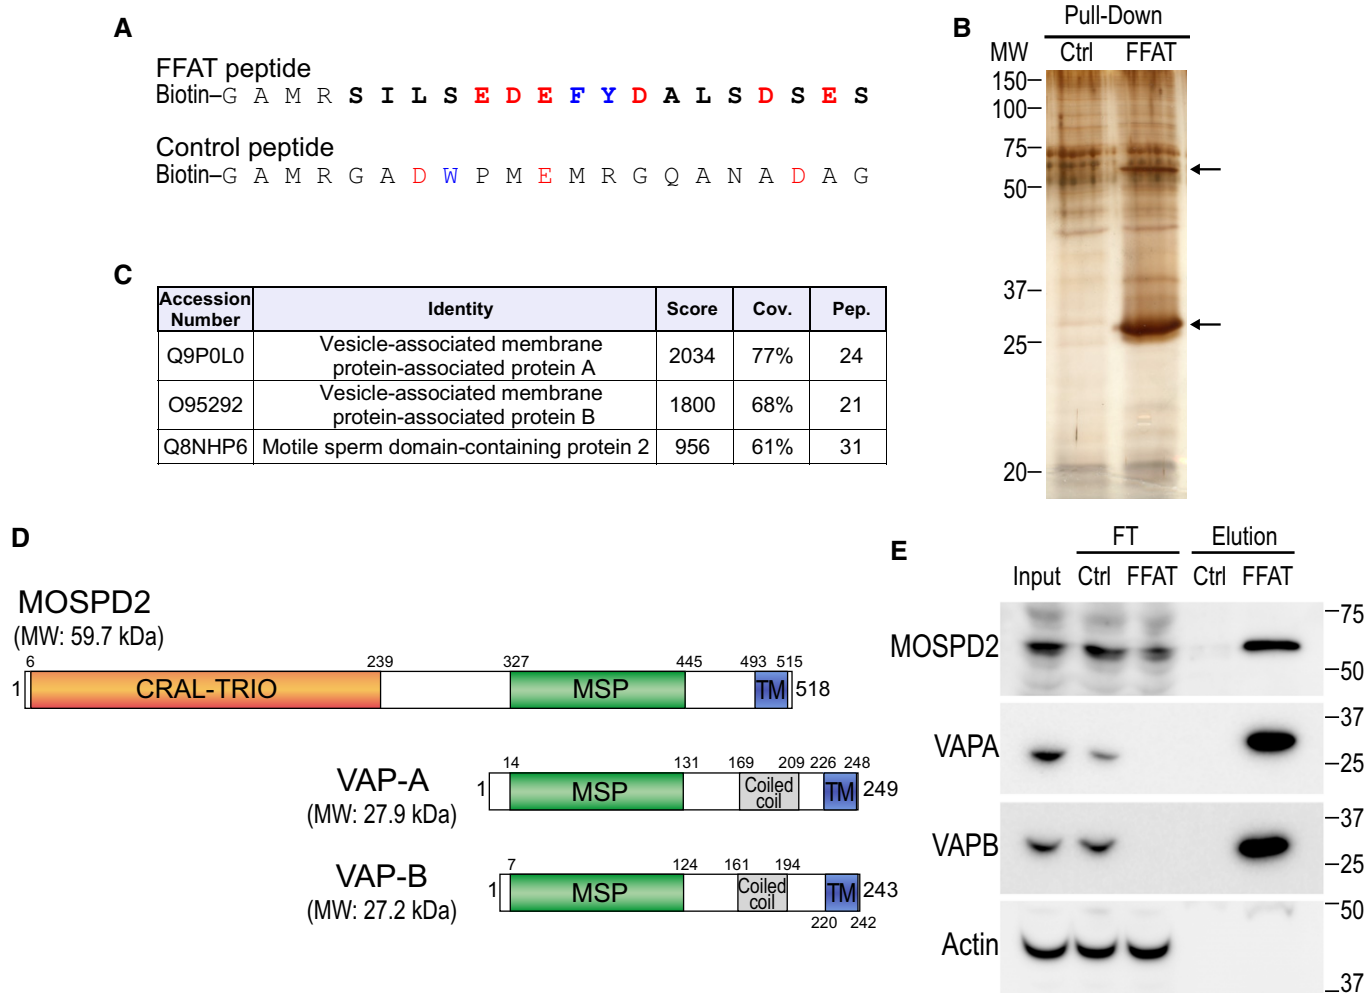 A
FFAT peptide
Biotin–G A M R S I L S E D E F Y D A L S D S E S
Control peptide
Biotin–G A M R G A D W P M E M R G Q A N A D A G
B
Pull-Down
MW Ctrl FFAT
150
100
75
50
37
25
20
C
Accession Number Identity Score Cov. Pep.
Q9P0L0 Vesicle-associated membrane protein-associated protein A 2034 77% 24
O95292 Vesicle-associated membrane protein-associated protein B 1800 68% 21
Q8NHP6 Motile sperm domain-containing protein 2 956 61% 31
D
MOSPD2
(MW: 59.7 kDa)
6 239 327 445 493 515
1 CRAL-TRIO MSP TM 518
VAP-A
(MW: 27.9 kDa)
14 131 169 209 226 248
1 MSP Coiled coil TM 249
VAP-B
(MW: 27.2 kDa)
7 124 161 194
1 MSP Coiled coil TM 243
220 242
E
FT Elution
Input Ctrl FFAT Ctrl FFAT
MOSPD2 75
50
VAPA 37
25
VAPB 37
25
Actin 50
37